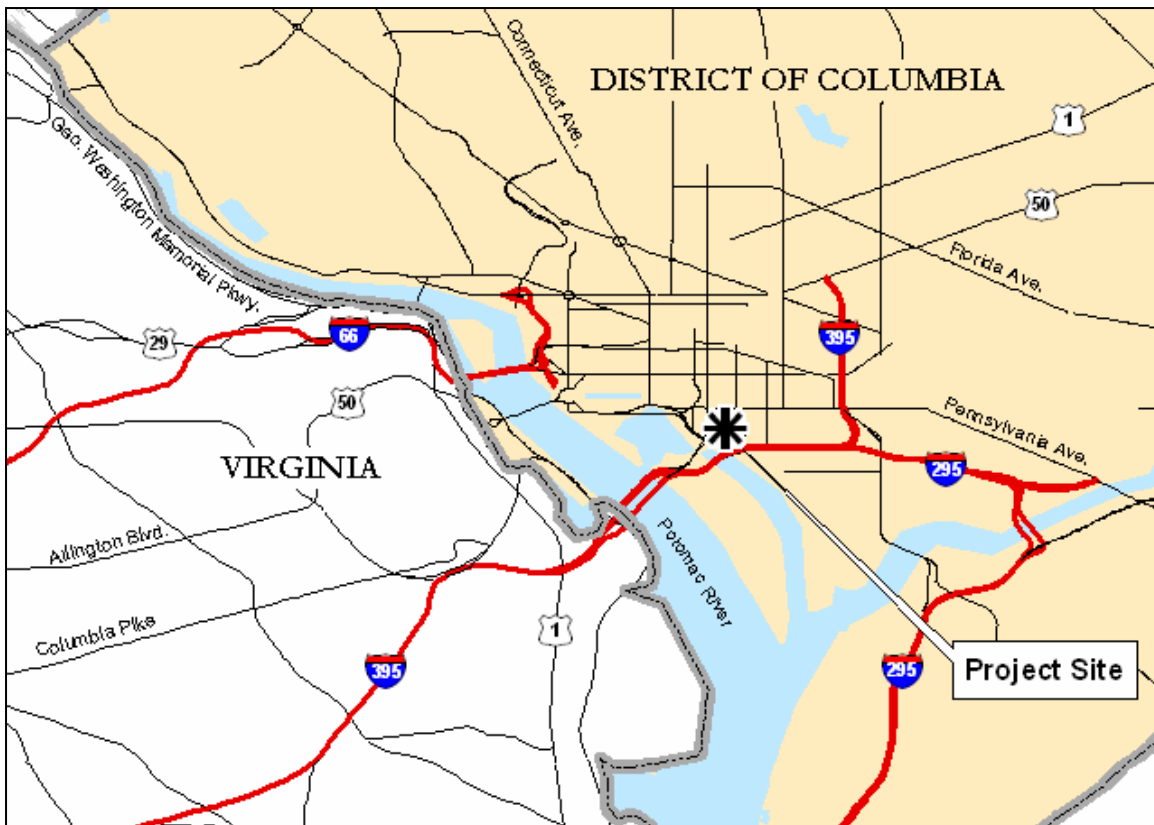 Connecticut Ave.
DISTRICT OF COLUMBIA
1
Geo. Washington Memorial Pkwy.
50
Florida Ave.
29
66
395
50
Pennsylvania Ave.
VIRGINIA
295
Arlington Blvd.
Potomac River
Columbia Pike
1
395
295
Project Site